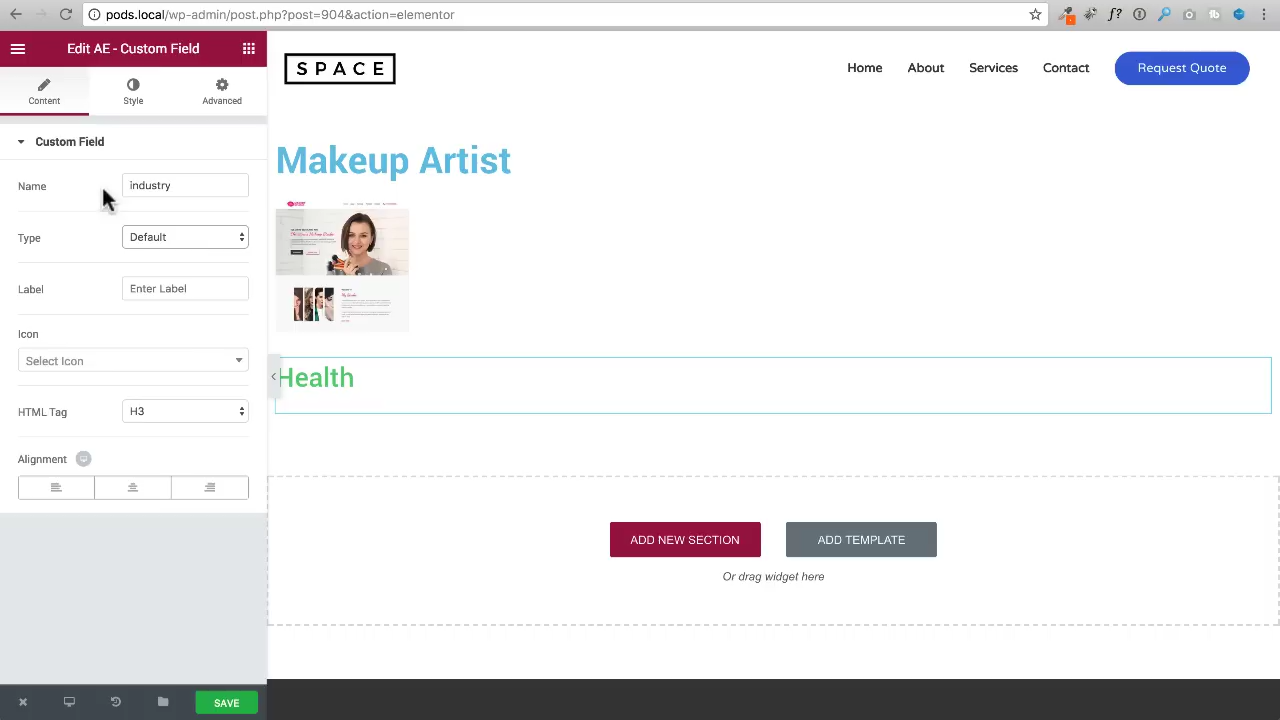 pods.local/wp-admin/post.php?post=904&action=elementor
Edit AE - Custom Field
Content
Style
Advanced
Custom Field
Name
industry
Type
Default
Label
Enter Label
Icon
Select Icon
HTML Tag
H3
Alignment
SAVE
SPACE
Home
About
Services
Contact
Request Quote
Makeup Artist
Health
ADD NEW SECTION
ADD TEMPLATE
Or drag widget here